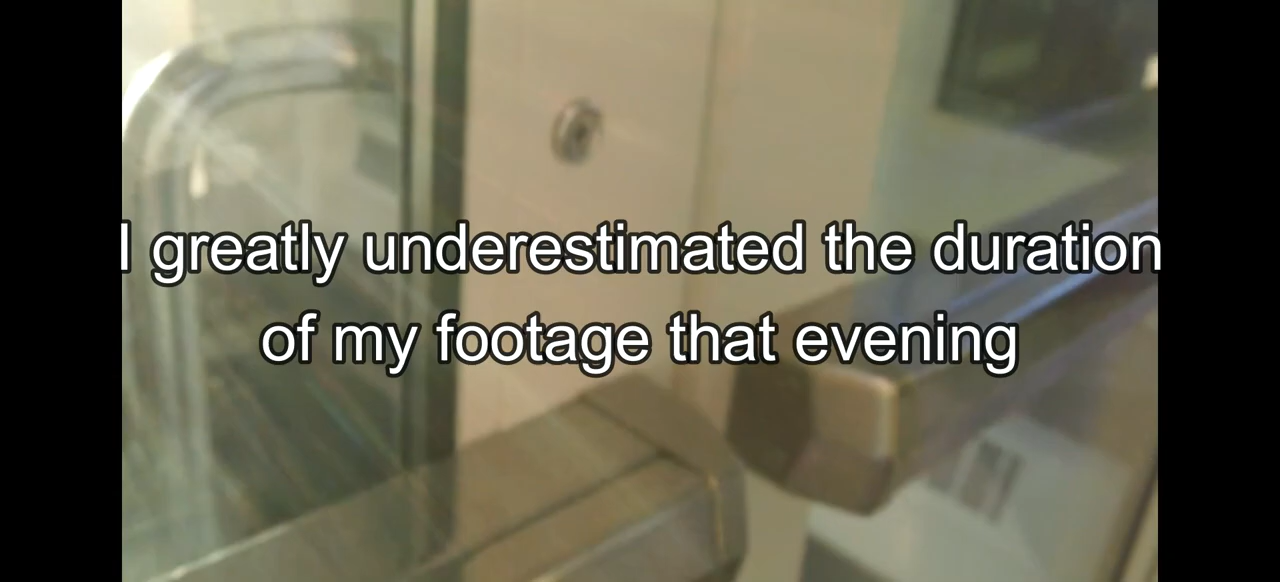 I greatly underestimated the duration
of my footage that evening